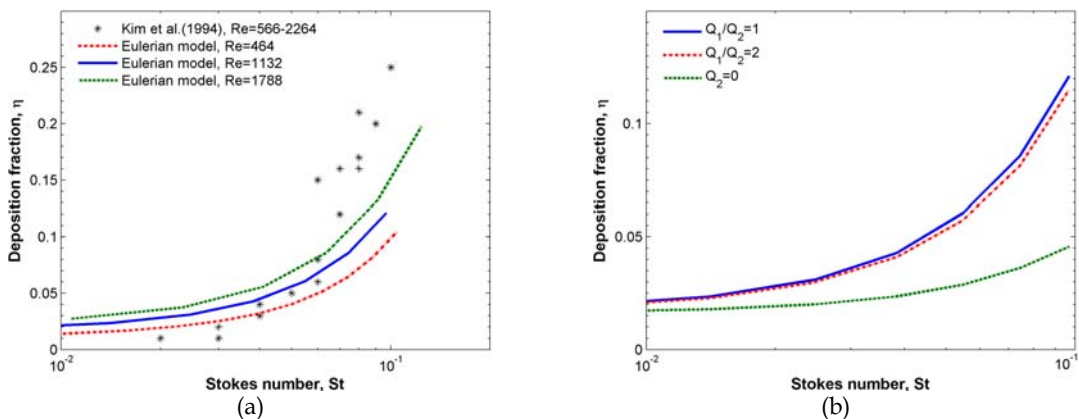 Kim et al.(1994), Re=566-2264
Eulerian model, Re=464
Eulerian model, Re=1132
Eulerian model, Re=1788
0.25
0.2
0.15
0.1
0.05
0
Deposition fraction, η
10⁻²
10⁻¹
Stokes number, St
(a)
Q₁/Q₂=1
Q₁/Q₂=2
Q₂=0
0.1
0.05
0
Deposition fraction, η
10⁻²
10⁻¹
Stokes number, St
(b)